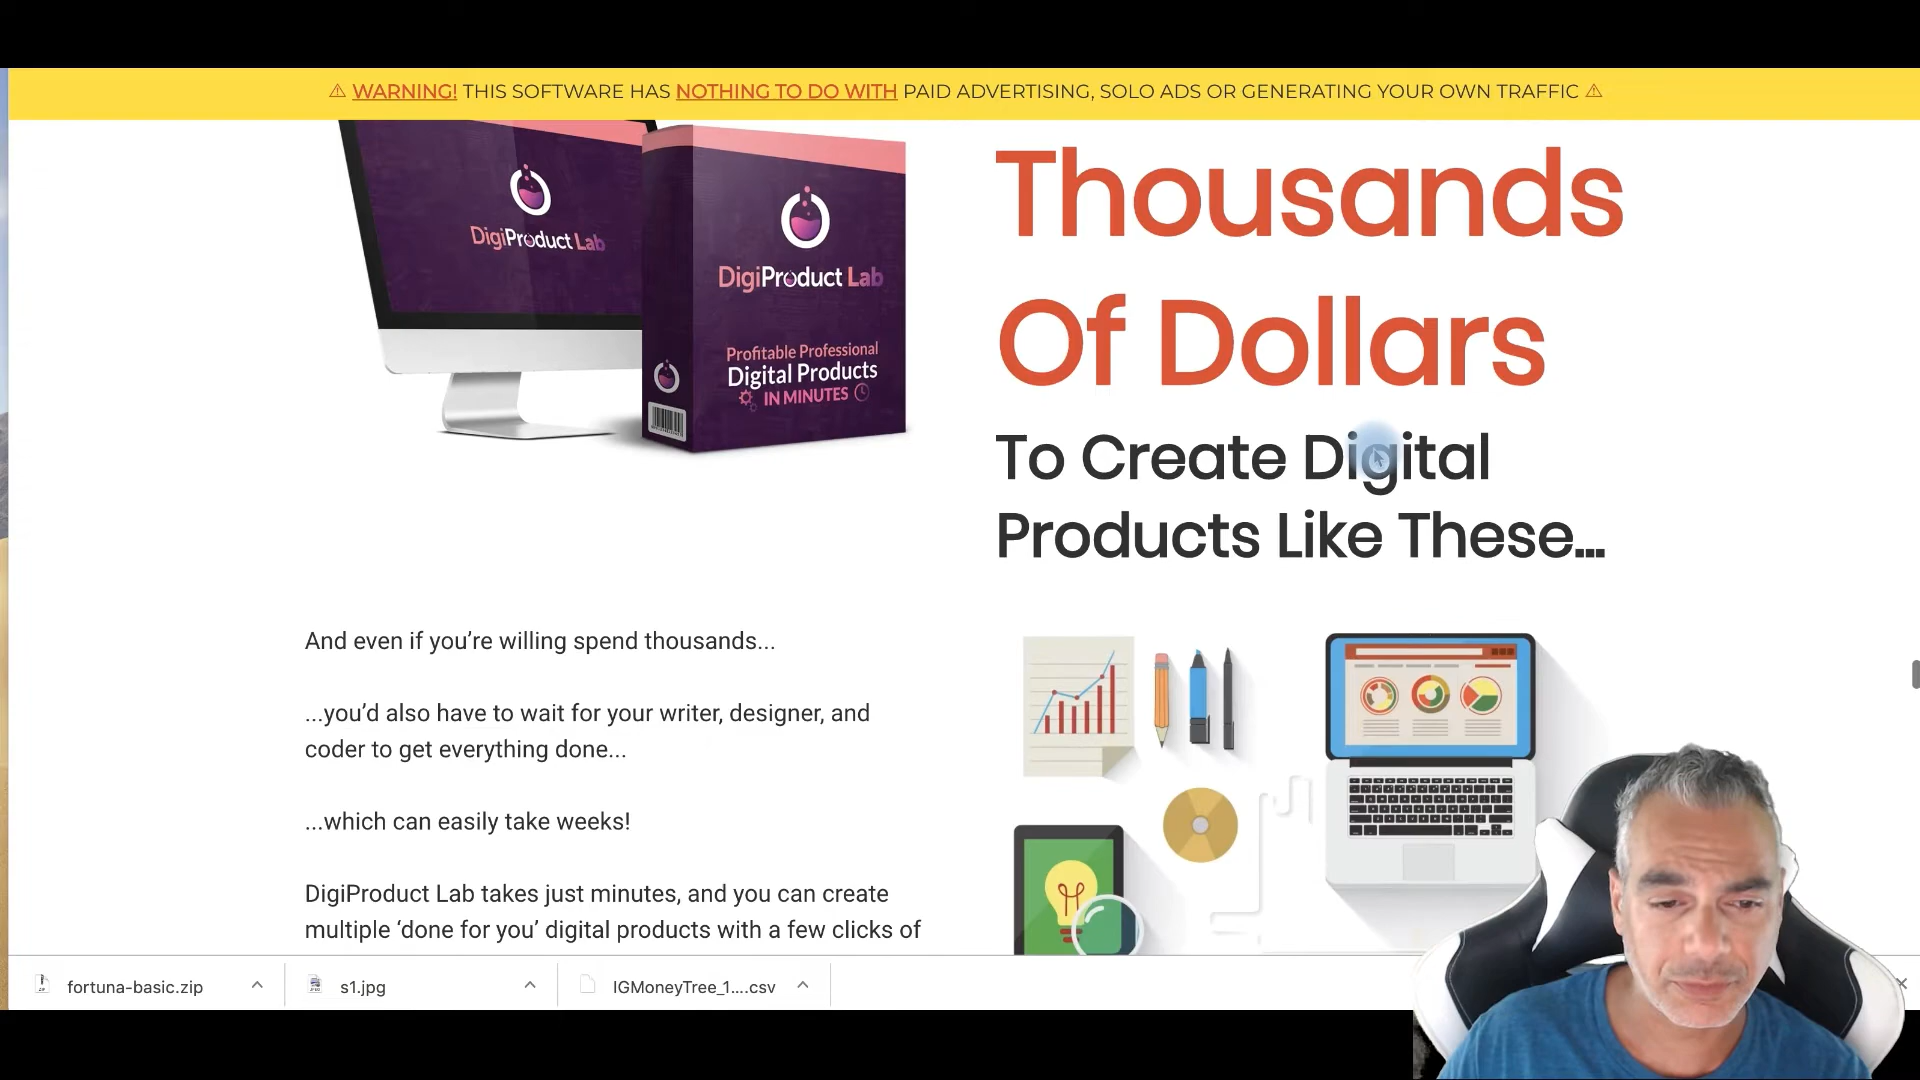 ⚠ WARNING! THIS SOFTWARE HAS NOTHING TO DO WITH PAID ADVERTISING, SOLO ADS OR GENERATING YOUR OWN TRAFFIC ⚠
DigiProduct Lab
DigiProduct Lab
Profitable Professional
Digital Products
IN MINUTES
Thousands
Of Dollars
To Create Digital
Products Like These...
And even if you’re willing spend thousands...
...you’d also have to wait for your writer, designer, and
coder to get everything done...
...which can easily take weeks!
DigiProduct Lab takes just minutes, and you can create
multiple ‘done for you’ digital products with a few clicks of
fortuna-basic.zip
s1.jpg
IGMoneyTree_1....csv